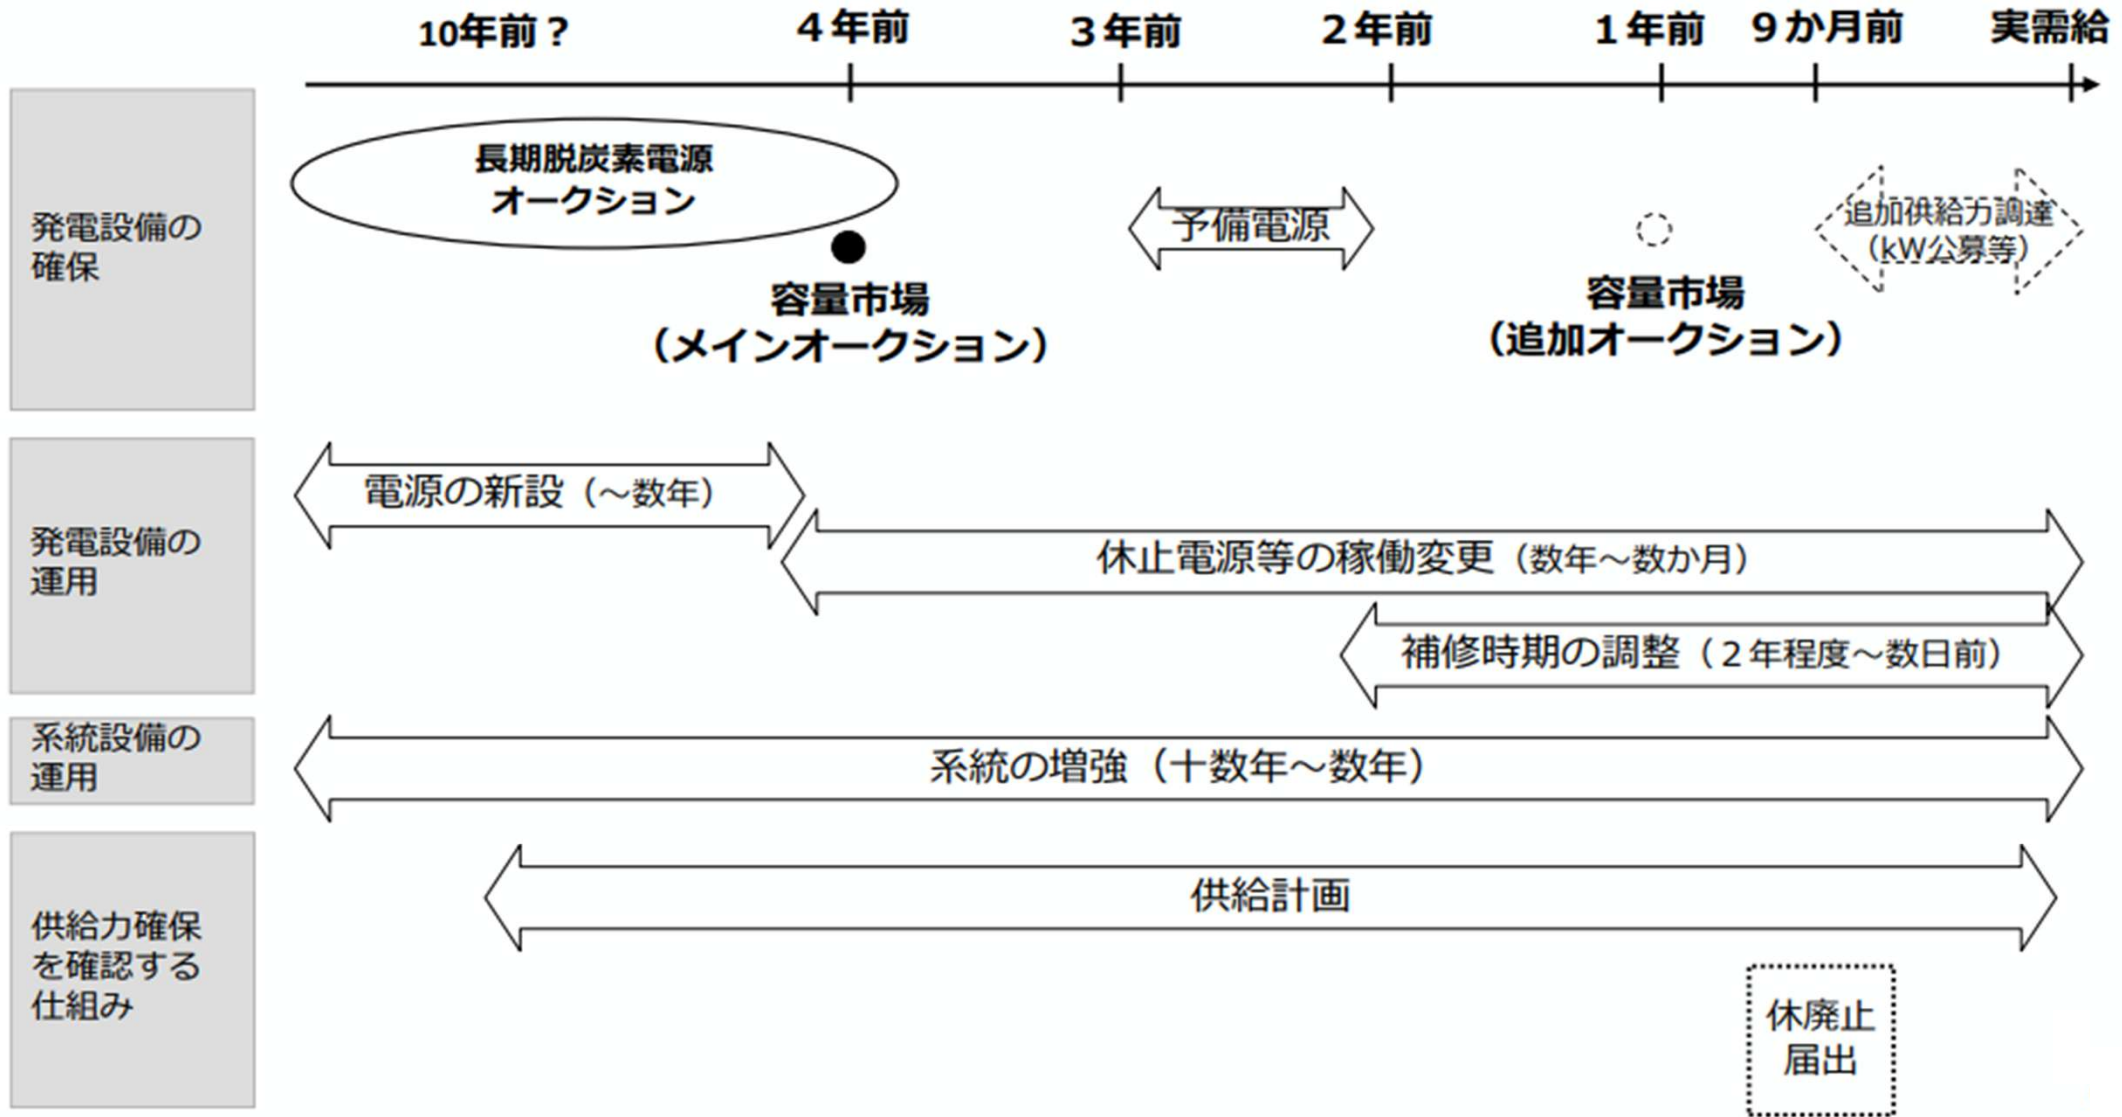 10年前？
４年前
３年前
２年前
１年前
９か月前
実需給
発電設備の
確保
長期脱炭素電源
オークション
容量市場
（メインオークション）
予備電源
容量市場
（追加オークション）
追加供給力調達
（kW公募等）
発電設備の
運用
電源の新設（～数年）
休止電源等の稼働変更（数年～数か月）
補修時期の調整（２年程度～数日前）
系統設備の
運用
系統の増強（十数年～数年）
供給力確保
を確認する
仕組み
供給計画
休廃止
届出